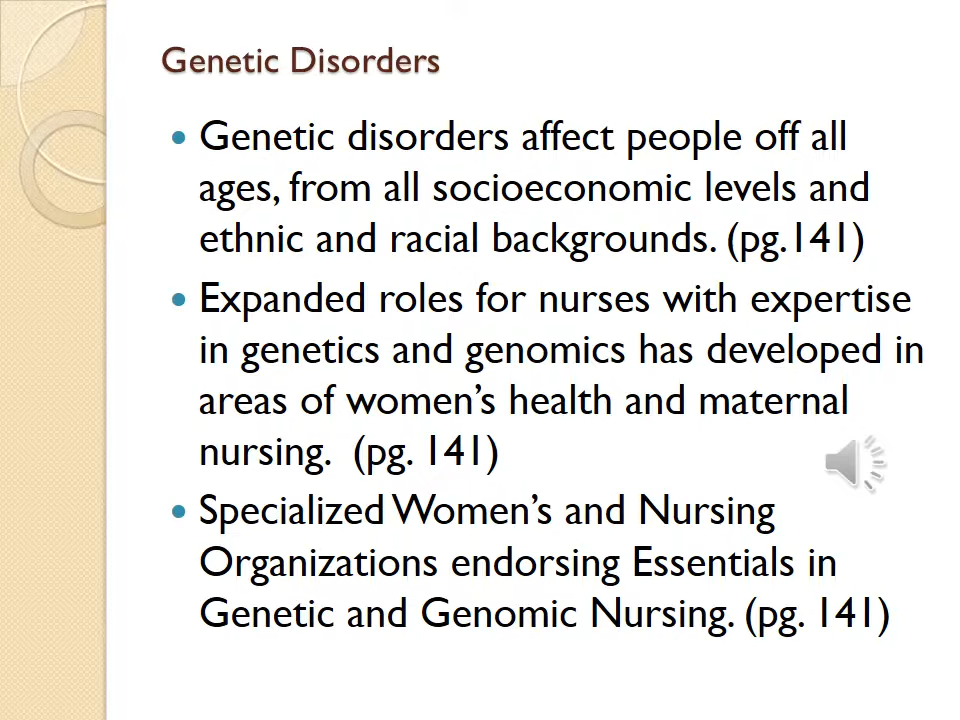 Genetic Disorders
• Genetic disorders affect people off all
ages, from all socioeconomic levels and
ethnic and racial backgrounds. (pg.141)
• Expanded roles for nurses with expertise
in genetics and genomics has developed in
areas of women’s health and maternal
nursing.  (pg. 141)
• Specialized Women’s and Nursing
Organizations endorsing Essentials in
Genetic and Genomic Nursing. (pg. 141)